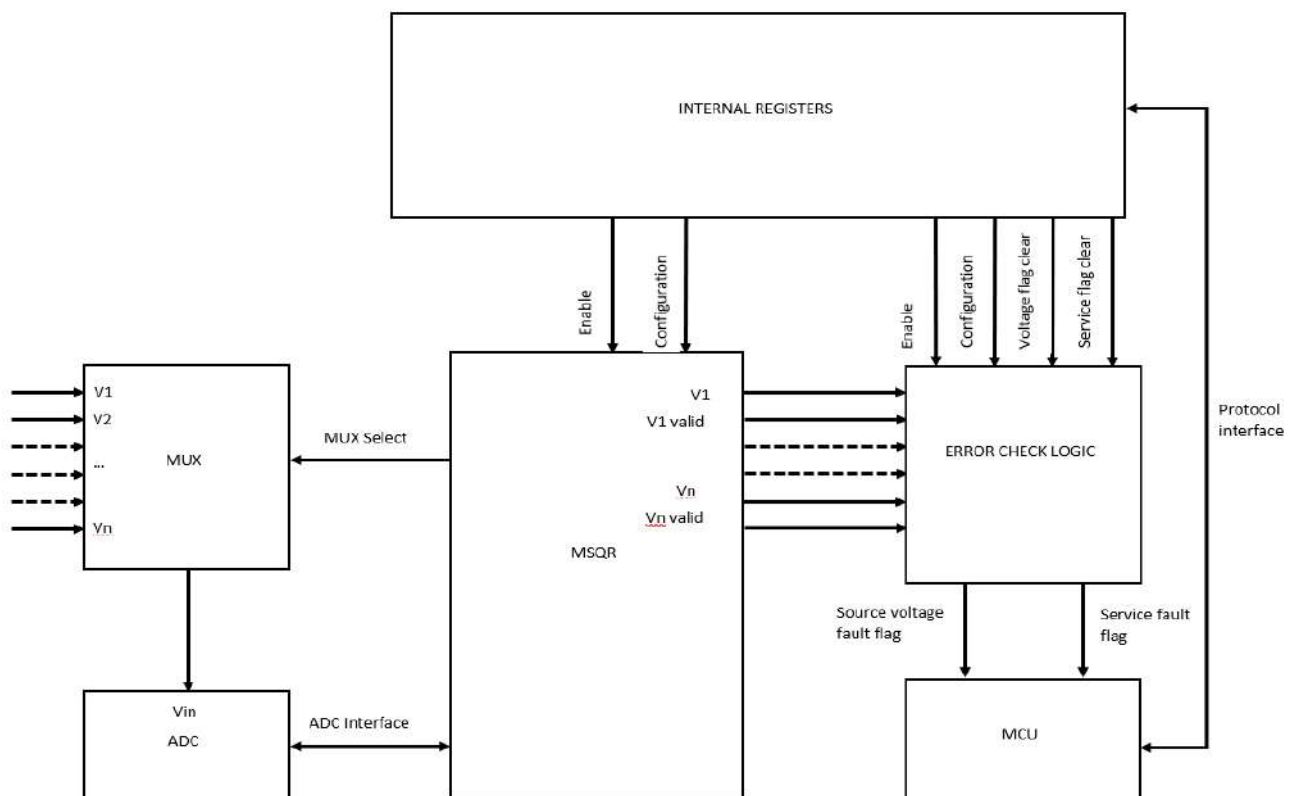 INTERNAL REGISTERS
Enable
Configuration
Enable
Configuration
Voltage flag clear
Service flag clear
V1
V2
...
Vn
MUX
MUX Select
V1
V1 valid
Vn
Vn valid
MSQR
ERROR CHECK LOGIC
Protocol
interface
Source voltage
fault flag
Service fault
flag
Vin
ADC
ADC Interface
MCU